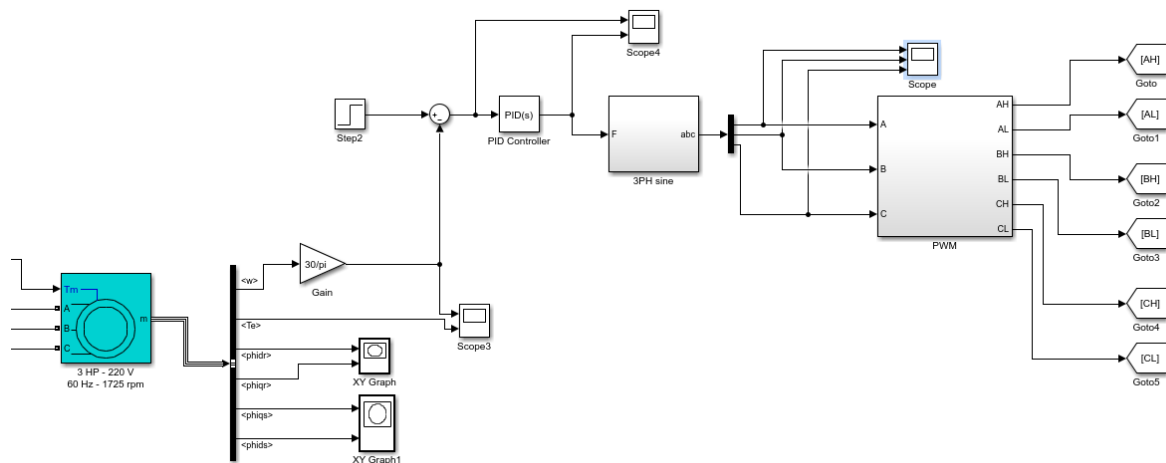 Scope4
+
−
Step2
PID(s)
PID Controller
F
abc
3PH sine
Scope
A
B
C
AH
AL
BH
BL
CH
CL
PWM
[AH]
Goto
[AL]
Goto1
[BH]
Goto2
[BL]
Goto3
[CH]
Goto4
[CL]
Goto5
Tm
A
B
C
m
3 HP - 220 V
60 Hz - 1725 rpm
<w>
30/pi
Gain
<Te>
Scope3
<phidr>
<phiqr>
XY Graph
<phiqs>
<phids>
XY Graph1